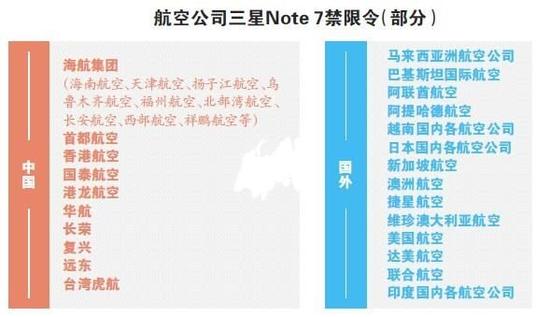 航空公司三星Note 7禁限令(部分)
中国
海航集团
(海南航空、天津航空、扬子江航空、乌
鲁木齐航空、福州航空、北部湾航空、
长安航空、西部航空、祥鹏航空等)
首都航空
香港航空
国泰航空
港龙航空
华航
长荣
复兴
远东
台湾虎航
国外
马来西亚洲航空公司
巴基斯坦国际航空
阿联酋航空
阿提哈德航空
越南国内各航空公司
日本国内各航空公司
新加坡航空
澳洲航空
捷星航空
维珍澳大利亚航空
美国航空
达美航空
联合航空
印度国内各航空公司